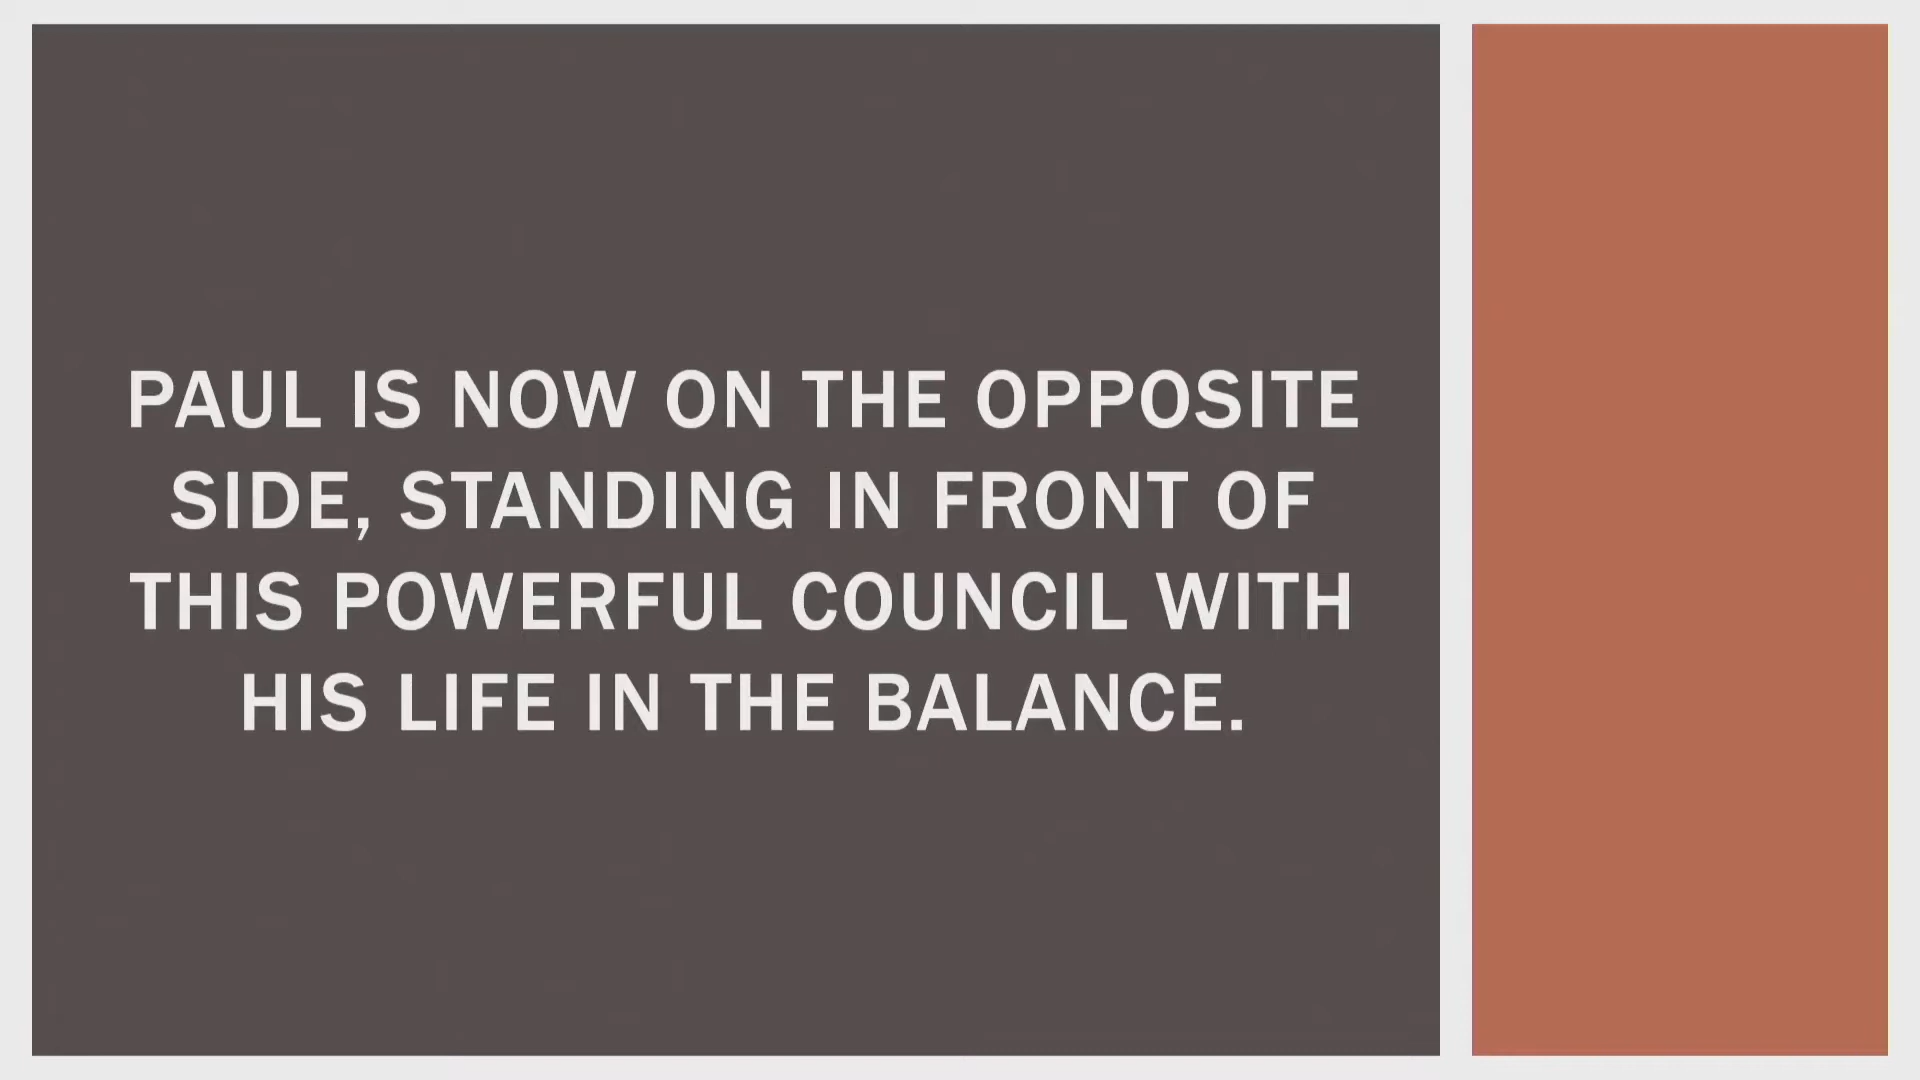 PAUL IS NOW ON THE OPPOSITE
SIDE, STANDING IN FRONT OF
THIS POWERFUL COUNCIL WITH
HIS LIFE IN THE BALANCE.